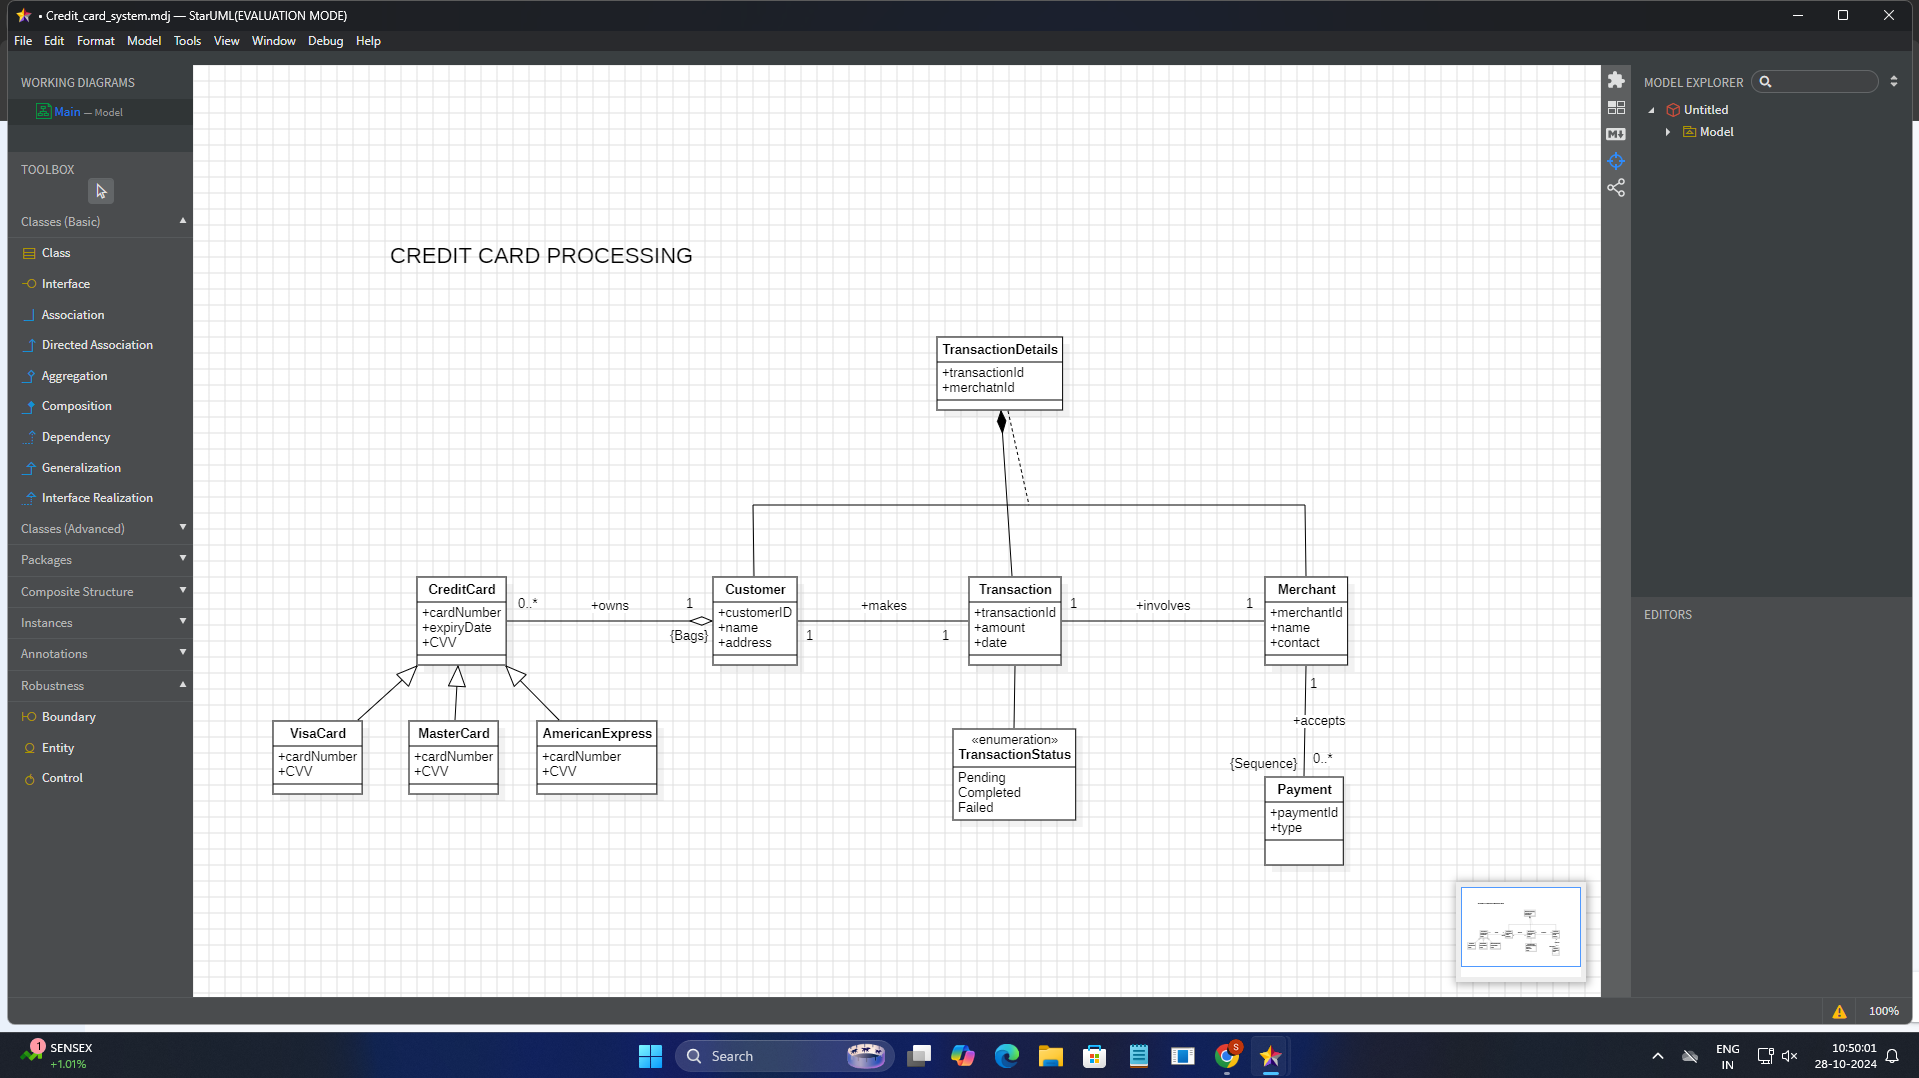 • Credit_card_system.mdj — StarUML(EVALUATION MODE)
File Edit Format Model Tools View Window Debug Help
WORKING DIAGRAMS
Main — Model
TOOLBOX
Classes (Basic)
Class
Interface
Association
Directed Association
Aggregation
Composition
Dependency
Generalization
Interface Realization
Classes (Advanced)
Packages
Composite Structure
Instances
Annotations
Robustness
Boundary
Entity
Control
CREDIT CARD PROCESSING
TransactionDetails
+transactionId
+merchatnId
CreditCard
+cardNumber
+expiryDate
+CVV
0..*
+owns
1
{Bags}
Customer
+customerID
+name
+address
1
+makes
1
Transaction
+transactionId
+amount
+date
1
+involves
1
Merchant
+merchantId
+name
+contact
VisaCard
+cardNumber
+CVV
MasterCard
+cardNumber
+CVV
AmericanExpress
+cardNumber
+CVV
«enumeration»
TransactionStatus
Pending
Completed
Failed
1
+accepts
{Sequence}
0..*
Payment
+paymentId
+type
M↓
MODEL EXPLORER
Untitled
Model
EDITORS
100%
1
SENSEX
+1.01%
Search
S
ENG
IN
10:50:01
28-10-2024